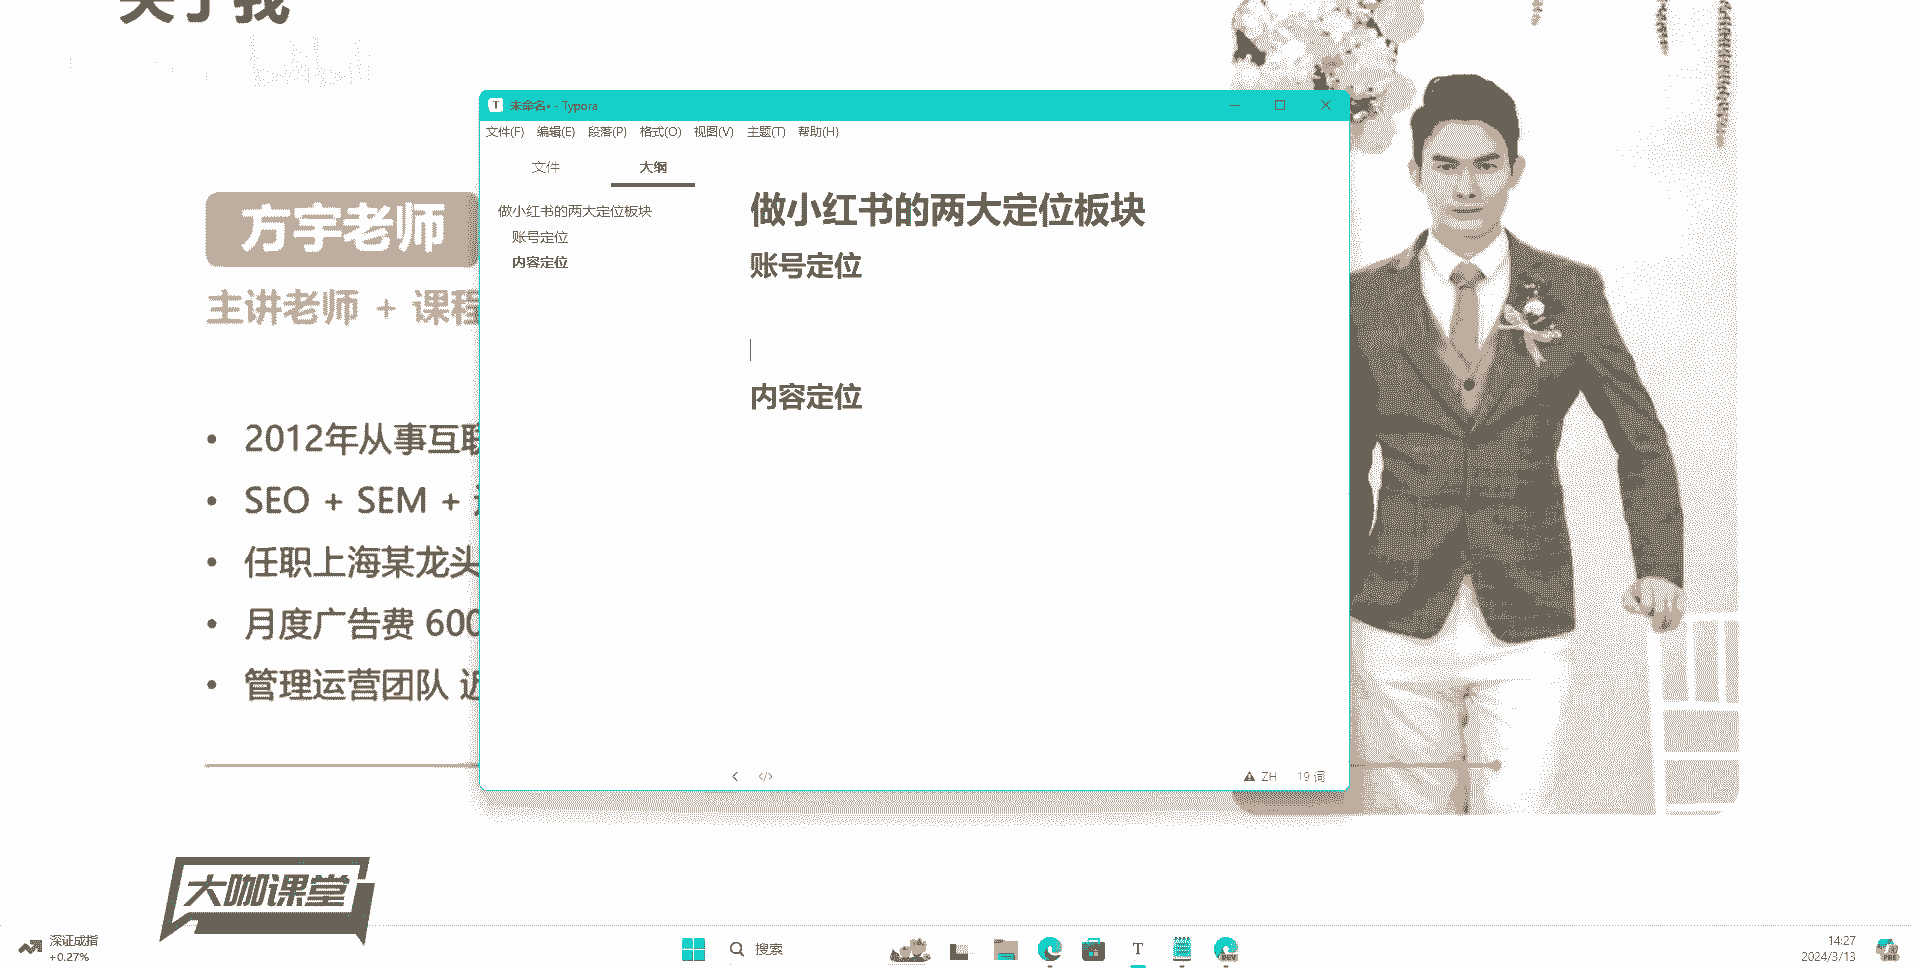 关于我
未命名• - Typora
文件(F) 编辑(E) 段落(P) 格式(O) 视图(V) 主题(T) 帮助(H)
文件 大纲
做小红书的两大定位板块
账号定位
内容定位
做小红书的两大定位板块
账号定位
内容定位
</> ZH 19 词
方宇老师
主讲老师 + 课程
2012年从事互联
SEO + SEM +
任职上海某龙头
月度广告费 600
管理运营团队 近
大咖课堂
深证成指
+0.27%
搜索
T
DEV
14:27
2024/3/13
PRE